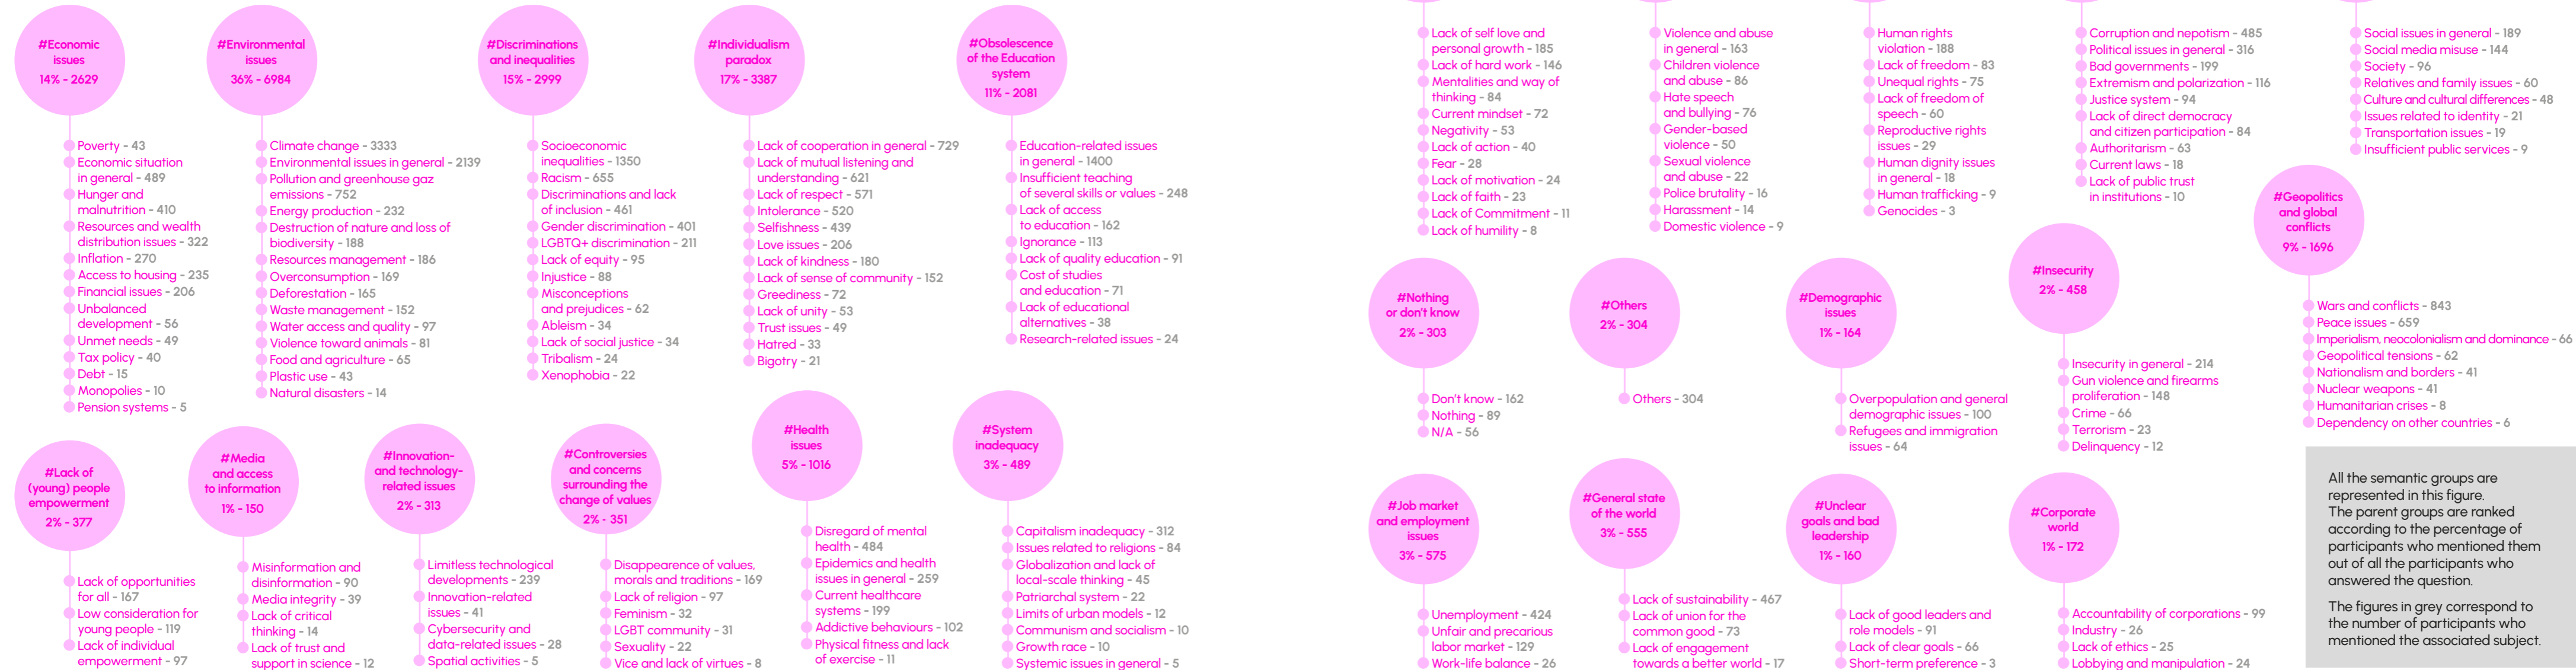 #Economic
issues
14% - 2629
Poverty - 43
Economic situation
in general - 489
Hunger and
malnutrition - 410
Resources and wealth
distribution issues - 322
Inflation - 270
Access to housing - 235
Financial issues - 206
Unbalanced
development - 56
Unmet needs - 49
Tax policy - 40
Debt - 15
Monopolies - 10
Pension systems - 5
#Environmental
issues
36% - 6984
Climate change - 3333
Environmental issues in general - 2139
Pollution and greenhouse gaz
emissions - 752
Energy production - 232
Destruction of nature and loss of
biodiversity - 188
Resources management - 186
Overconsumption - 169
Deforestation - 165
Waste management - 152
Water access and quality - 97
Violence toward animals - 81
Food and agriculture - 65
Plastic use - 43
Natural disasters - 14
#Discriminations
and inequalities
15% - 2999
Socioeconomic
inequalities - 1350
Racism - 655
Discriminations and lack
of inclusion - 461
Gender discrimination - 401
LGBTQ+ discrimination - 211
Lack of equity - 95
Injustice - 88
Misconceptions
and prejudices - 62
Ableism - 34
Lack of social justice - 34
Tribalism - 24
Xenophobia - 22
#Individualism
paradox
17% - 3387
Lack of cooperation in general - 729
Lack of mutual listening and
understanding - 621
Lack of respect - 571
Intolerance - 520
Selfishness - 439
Love issues - 206
Lack of kindness - 180
Lack of sense of community - 152
Greediness - 72
Lack of unity - 53
Trust issues - 49
Hatred - 33
Bigotry - 21
#Obsolescence
of the Education
system
11% - 2081
Education-related issues
in general - 1400
Insufficient teaching
of several skills or values - 248
Lack of access
to education - 162
Ignorance - 113
Lack of quality education - 91
Cost of studies
and education - 71
Lack of educational
alternatives - 38
Research-related issues - 24
#Lack of
(young) people
empowerment
2% - 377
Lack of opportunities
for all - 167
Low consideration for
young people - 119
Lack of individual
empowerment - 97
#Media
and access
to information
1% - 150
Misinformation and
disinformation - 90
Media integrity - 39
Lack of critical
thinking - 14
Lack of trust and
support in science - 12
#Innovation-
and technology-
related issues
2% - 313
Limitless technological
developments - 239
Innovation-related
issues - 41
Cybersecurity and
data-related issues - 28
Spatial activities - 5
#Controversies
and concerns
surrounding the
change of values
2% - 351
Disappearence of values,
morals and traditions - 169
Lack of religion - 97
Feminism - 32
LGBT community - 31
Sexuality - 22
Vice and lack of virtues - 8
#Health
issues
5% - 1016
Disregard of mental
health - 484
Epidemics and health
issues in general - 259
Current healthcare
systems - 199
Addictive behaviours - 102
Physical fitness and lack
of exercise - 11
#System
inadequacy
3% - 489
Capitalism inadequacy - 312
Issues related to religions - 84
Globalization and lack of
local-scale thinking - 45
Patriarchal system - 22
Limits of urban models - 12
Communism and socialism - 10
Growth race - 10
Systemic issues in general - 5
Lack of self love and
personal growth - 185
Lack of hard work - 146
Mentalities and way of
thinking - 84
Current mindset - 72
Negativity - 53
Lack of action - 40
Fear - 28
Lack of motivation - 24
Lack of faith - 23
Lack of Commitment - 11
Lack of humility - 8
Violence and abuse
in general - 163
Children violence
and abuse - 86
Hate speech
and bullying - 76
Gender-based
violence - 50
Sexual violence
and abuse - 22
Police brutality - 16
Harassment - 14
Domestic violence - 9
Human rights
violation - 188
Lack of freedom - 83
Unequal rights - 75
Lack of freedom of
speech - 60
Reproductive rights
issues - 29
Human dignity issues
in general - 18
Human trafficking - 9
Genocides - 3
Corruption and nepotism - 485
Political issues in general - 316
Bad governments - 199
Extremism and polarization - 116
Justice system - 94
Lack of direct democracy
and citizen participation - 84
Authoritarism - 63
Current laws - 18
Lack of public trust
in institutions - 10
Social issues in general - 189
Social media misuse - 144
Society - 96
Relatives and family issues - 60
Culture and cultural differences - 48
Issues related to identity - 21
Transportation issues - 19
Insufficient public services - 9
#Nothing
or don't know
2% - 303
Don't know - 162
Nothing - 89
N/A - 56
#Others
2% - 304
Others - 304
#Demographic
issues
1% - 164
Overpopulation and general
demographic issues - 100
Refugees and immigration
issues - 64
#Insecurity
2% - 458
Insecurity in general - 214
Gun violence and firearms
proliferation - 148
Crime - 66
Terrorism - 23
Delinquency - 12
#Geopolitics
and global
conflicts
9% - 1696
Wars and conflicts - 843
Peace issues - 659
Imperialism, neocolonialism and dominance - 66
Geopolitical tensions - 62
Nationalism and borders - 41
Nuclear weapons - 41
Humanitarian crises - 8
Dependency on other countries - 6
#Job market
and employment
issues
3% - 575
Unemployment - 424
Unfair and precarious
labor market - 129
Work-life balance - 26
#General state
of the world
3% - 555
Lack of sustainability - 467
Lack of union for the
common good - 73
Lack of engagement
towards a better world - 17
#Unclear
goals and bad
leadership
1% - 160
Lack of good leaders and
role models - 91
Lack of clear goals - 66
Short-term preference - 3
#Corporate
world
1% - 172
Accountability of corporations - 99
Industry - 26
Lack of ethics - 25
Lobbying and manipulation - 24
All the semantic groups are
represented in this figure.
The parent groups are ranked
according to the percentage of
participants who mentioned them
out of all the participants who
answered the question.
The figures in grey correspond to
the number of participants who
mentioned the associated subject.